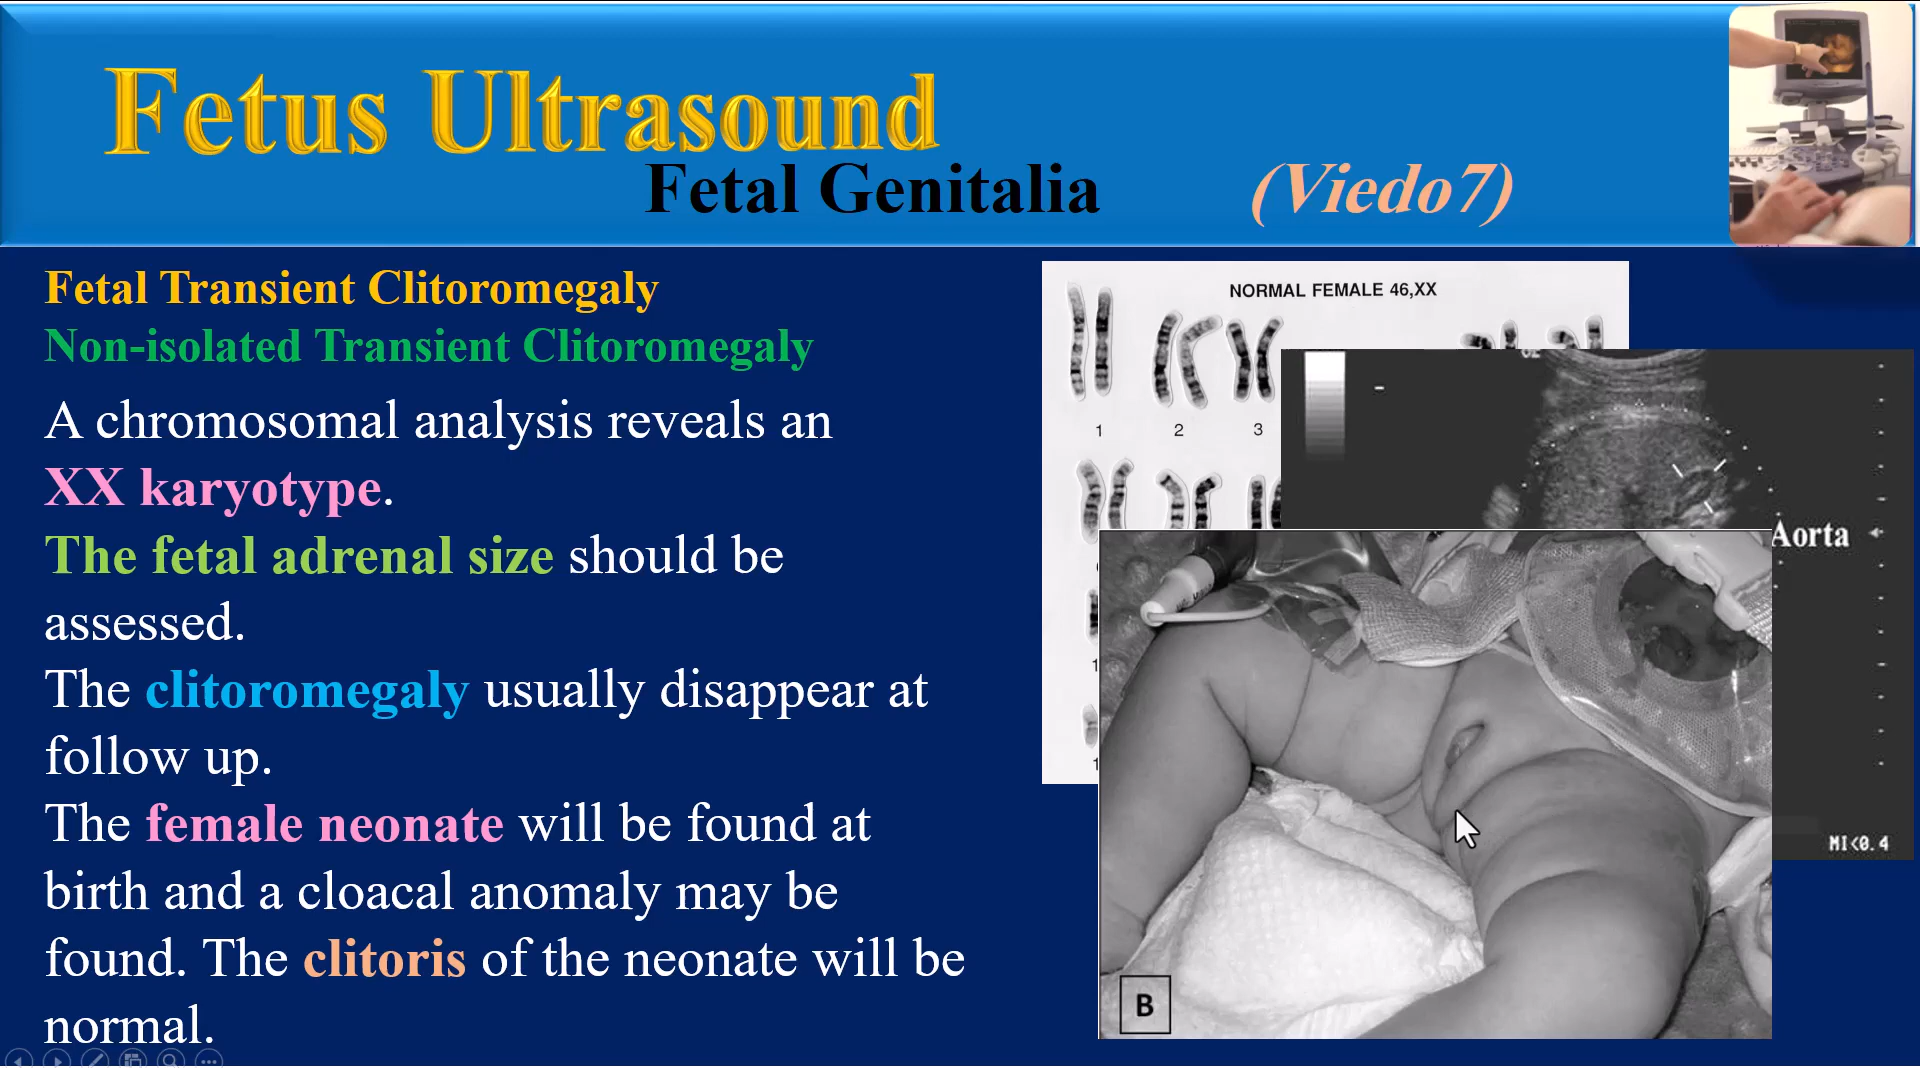 Fetus Ultrasound
Fetal Genitalia (Viedo7)
Fetal Transient Clitoromegaly
Non-isolated Transient Clitoromegaly
A chromosomal analysis reveals an
XX karyotype.
The fetal adrenal size should be
assessed.
The clitoromegaly usually disappear at
follow up.
The female neonate will be found at
birth and a cloacal anomaly may be
found. The clitoris of the neonate will be
normal.
NORMAL FEMALE 46,XX
1 2 3
Aorta
MI<0.4
B